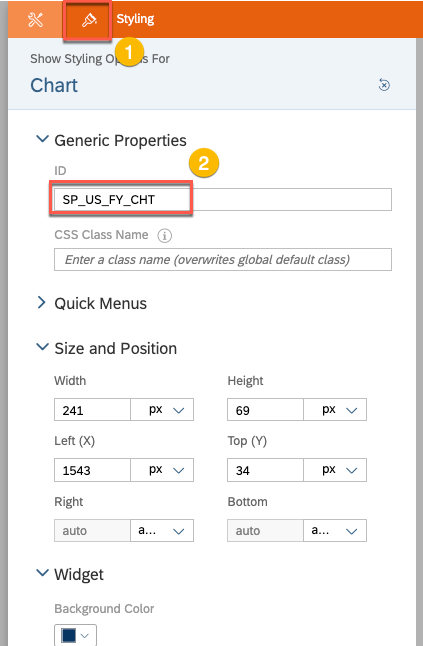 Styling
1
Show Styling Options For
Chart
Generic Properties
2
ID
SP_US_FY_CHT
CSS Class Name
Enter a class name (overwrites global default class)
Quick Menus
Size and Position
Width Height
241 px 69 px
Left (X) Top (Y)
1543 px 34 px
Right Bottom
auto a... auto a...
Widget
Background Color